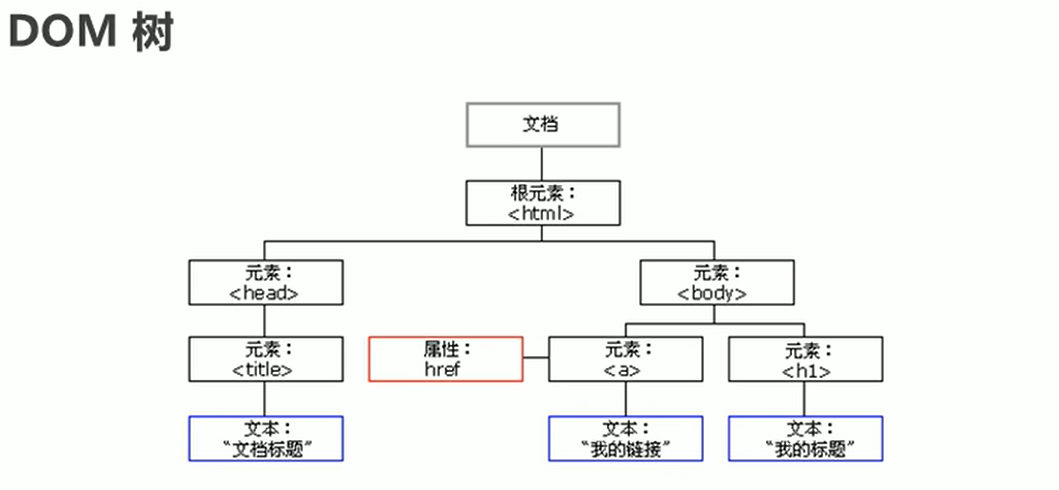 DOM 树
文档
根元素：
<html>
元素：
<head>
元素：
<body>
元素：
<title>
属性：
href
元素：
<a>
元素：
<h1>
文本：
“文档标题”
文本：
“我的链接”
文本：
“我的标题”